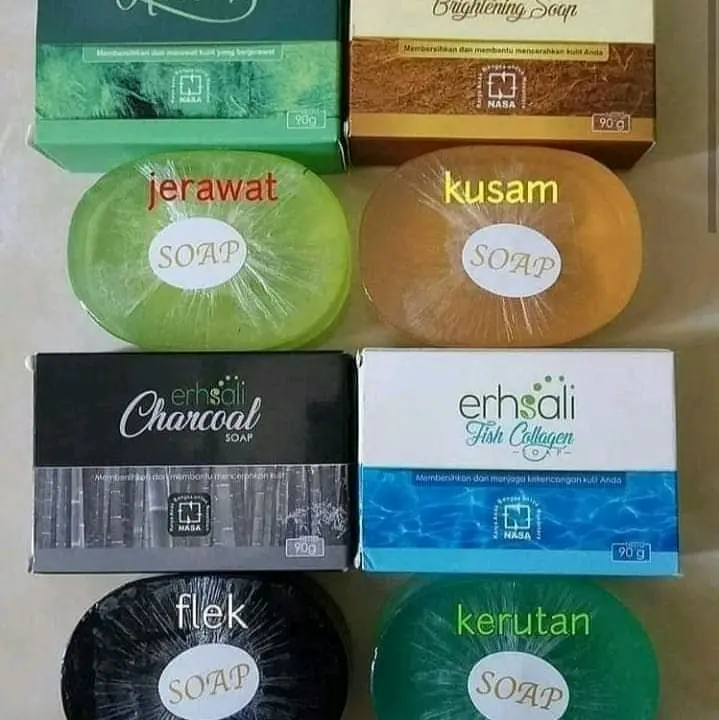 Brightening Soap
Membersihkan dan merawat kulit yang berjerawat
Membersihkan dan membantu mencerahkan kulit Anda
NASA
NASA
90g
90 g
jerawat
kusam
SOAP
SOAP
erhsali
Charcoal
SOAP
erhsali
Fish Collagen
SOAP
Membersihkan dan membantu mencerahkan kulit
Membersihkan dan menjaga kekencangan kulit Anda
NASA
NASA
90g
90 g
flek
kerutan
SOAP
SOAP